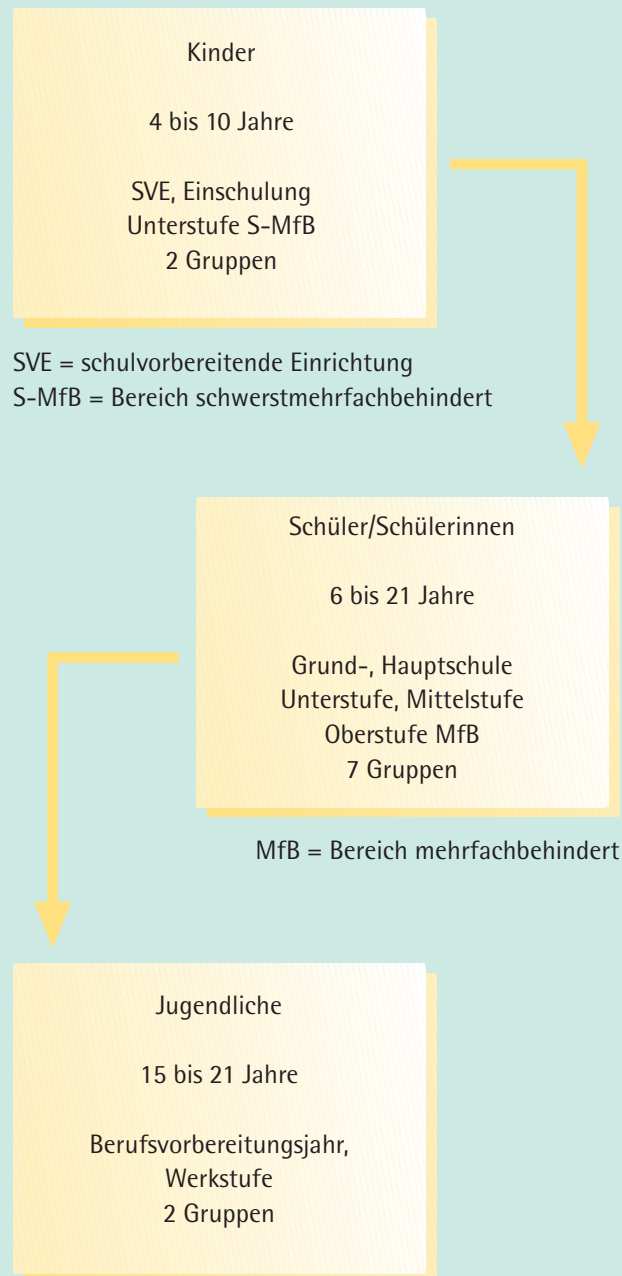 Kinder
4 bis 10 Jahre
SVE, Einschulung
Unterstufe S-MfB
2 Gruppen
SVE = schulvorbereitende Einrichtung
S-MfB = Bereich schwerstmehrfachbehindert
Schüler/Schülerinnen
6 bis 21 Jahre
Grund-, Hauptschule
Unterstufe, Mittelstufe
Oberstufe MfB
7 Gruppen
MfB = Bereich mehrfachbehindert
Jugendliche
15 bis 21 Jahre
Berufsvorbereitungsjahr,
Werkstufe
2 Gruppen